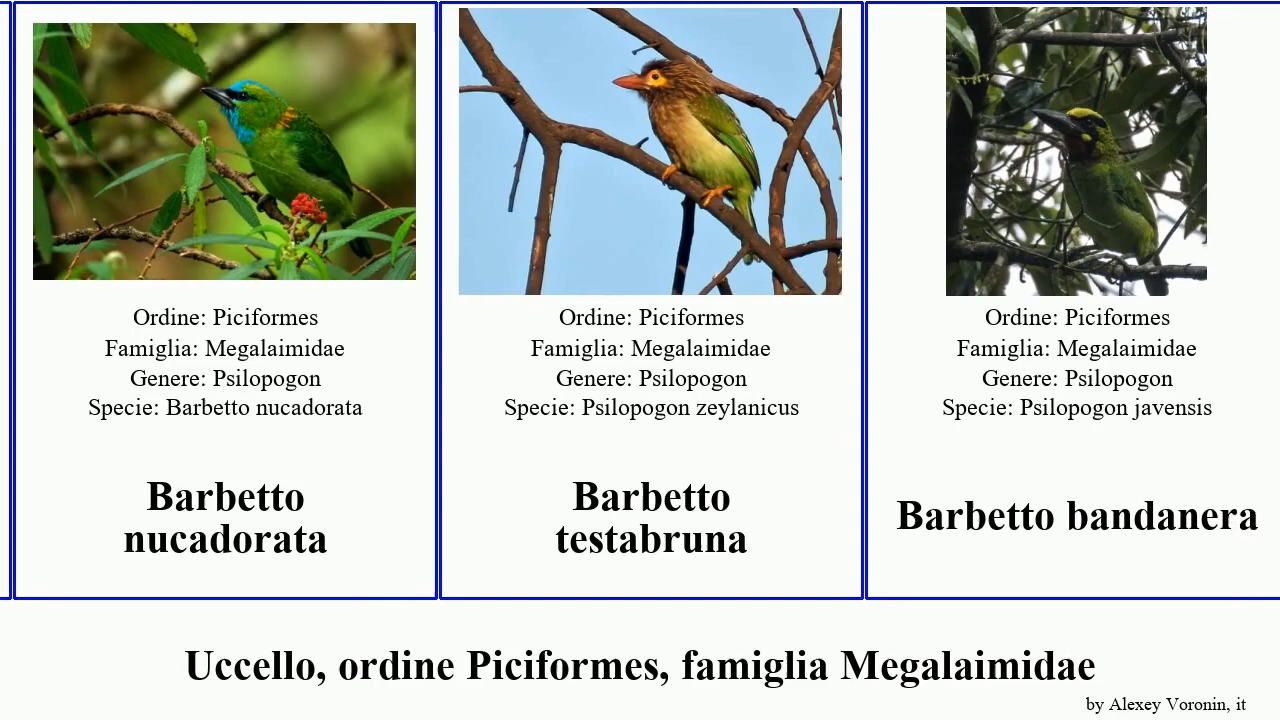 Ordine: Piciformes
Famiglia: Megalaimidae
Genere: Psilopogon
Specie: Barbetto nucadorata
Barbetto
nucadorata
Ordine: Piciformes
Famiglia: Megalaimidae
Genere: Psilopogon
Specie: Psilopogon zeylanicus
Barbetto
testabruna
Ordine: Piciformes
Famiglia: Megalaimidae
Genere: Psilopogon
Specie: Psilopogon javensis
Barbetto bandanera
Uccello, ordine Piciformes, famiglia Megalaimidae
by Alexey Voronin, it